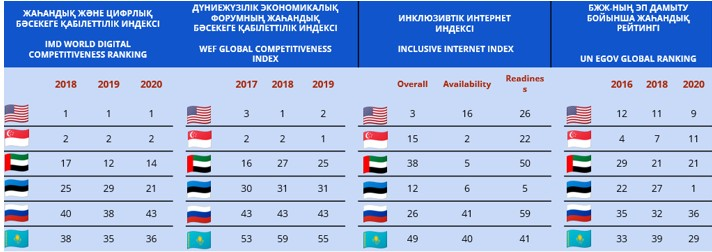 ЖАҺАНДЫҚ ЖӘНЕ ЦИФРЛЫҚ
БӘСЕКЕГЕ ҚАБІЛЕТТІЛІК ИНДЕКСІ
IMD WORLD DIGITAL
COMPETITIVENESS RANKING
2018 2019 2020
1 1 1
2 2 2
17 12 14
25 29 21
40 38 43
38 35 36
ДҮНИЕЖҮЗІЛІК ЭКОНОМИКАЛЫҚ
ФОРУМНЫҢ ЖАҺАНДЫҚ
БӘСЕКЕГЕ ҚАБІЛЕТТІЛІК ИНДЕКСІ
WEF GLOBAL COMPETITIVENESS
INDEX
2017 2018 2019
3 1 2
2 2 1
16 27 25
30 31 31
43 43 43
53 59 55
ИНКЛЮЗИВТІК ИНТЕРНЕТ
ИНДЕКСІ
INCLUSIVE INTERNET INDEX
Overall Availability Readines
s
3 16 26
15 2 22
38 5 50
12 6 5
26 41 59
49 40 41
БҰҰ-НЫҢ ЭП ДАМЫТУ
БОЙЫНША ЖАҺАНДЫҚ
РЕЙТИНГІ
UN EGOV GLOBAL RANKING
2016 2018 2020
12 11 9
4 7 11
29 21 21
22 27 1
35 32 36
33 39 29